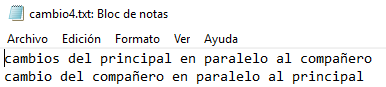 cambio4.txt: Bloc de notas
Archivo Edición Formato Ver Ayuda
cambios del principal en paralelo al compañero
cambio del compañero en paralelo al principal